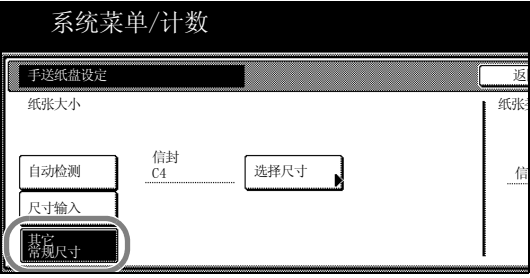 系统菜单/计数
手送纸盘设定
返
纸张大小
纸张
自动检测
信封
C4
选择尺寸
信
尺寸输入
其它
常规尺寸